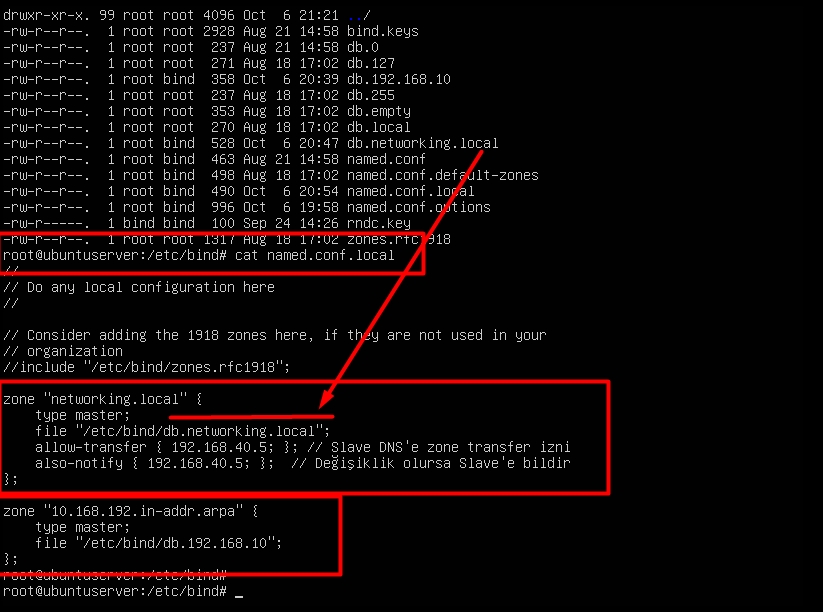 drwxr-xr-x. 99 root root 4096 Oct  6 21:21 ../
-rw-r--r--.  1 root root 2928 Aug 21 14:58 bind.keys
-rw-r--r--.  1 root root  237 Aug 21 14:58 db.0
-rw-r--r--.  1 root root  271 Aug 18 17:02 db.127
-rw-r--r--.  1 root bind  358 Oct  6 20:39 db.192.168.10
-rw-r--r--.  1 root root  237 Aug 18 17:02 db.255
-rw-r--r--.  1 root root  353 Aug 18 17:02 db.empty
-rw-r--r--.  1 root root  270 Aug 18 17:02 db.local
-rw-r--r--.  1 root bind  528 Oct  6 20:47 db.networking.local
-rw-r--r--.  1 root bind  463 Aug 21 14:58 named.conf
-rw-r--r--.  1 root bind  498 Aug 18 17:02 named.conf.default-zones
-rw-r--r--.  1 root bind  490 Oct  6 20:54 named.conf.local
-rw-r--r--.  1 root bind  996 Oct  6 19:58 named.conf.options
-rw-r-----.  1 bind bind  100 Sep 24 14:26 rndc.key
-rw-r--r--.  1 root root 1317 Aug 18 17:02 zones.rfc1918
root@ubuntuserver:/etc/bind# cat named.conf.local
//
// Do any local configuration here
//
// Consider adding the 1918 zones here, if they are not used in your
// organization
//include "/etc/bind/zones.rfc1918";
zone "networking.local" {
    type master;
    file "/etc/bind/db.networking.local";
    allow-transfer { 192.168.40.5; }; // Slave DNS'e zone transfer izni
    also-notify { 192.168.40.5; };  // Değişiklik olursa Slave'e bildir
};
zone "10.168.192.in-addr.arpa" {
    type master;
    file "/etc/bind/db.192.168.10";
};
root@ubuntuserver:/etc/bind#
root@ubuntuserver:/etc/bind# _